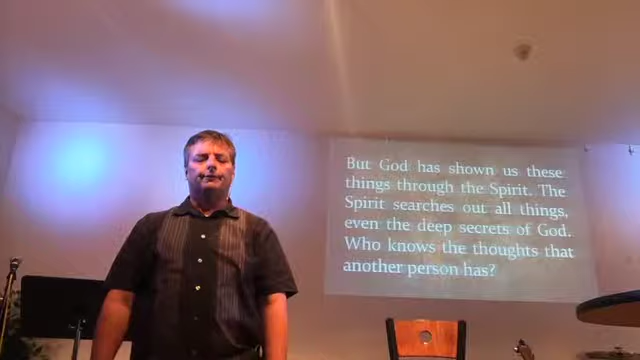 But God has shown us these
things through the Spirit. The
Spirit searches out all things,
even the deep secrets of God.
Who knows the thoughts that
another person has?